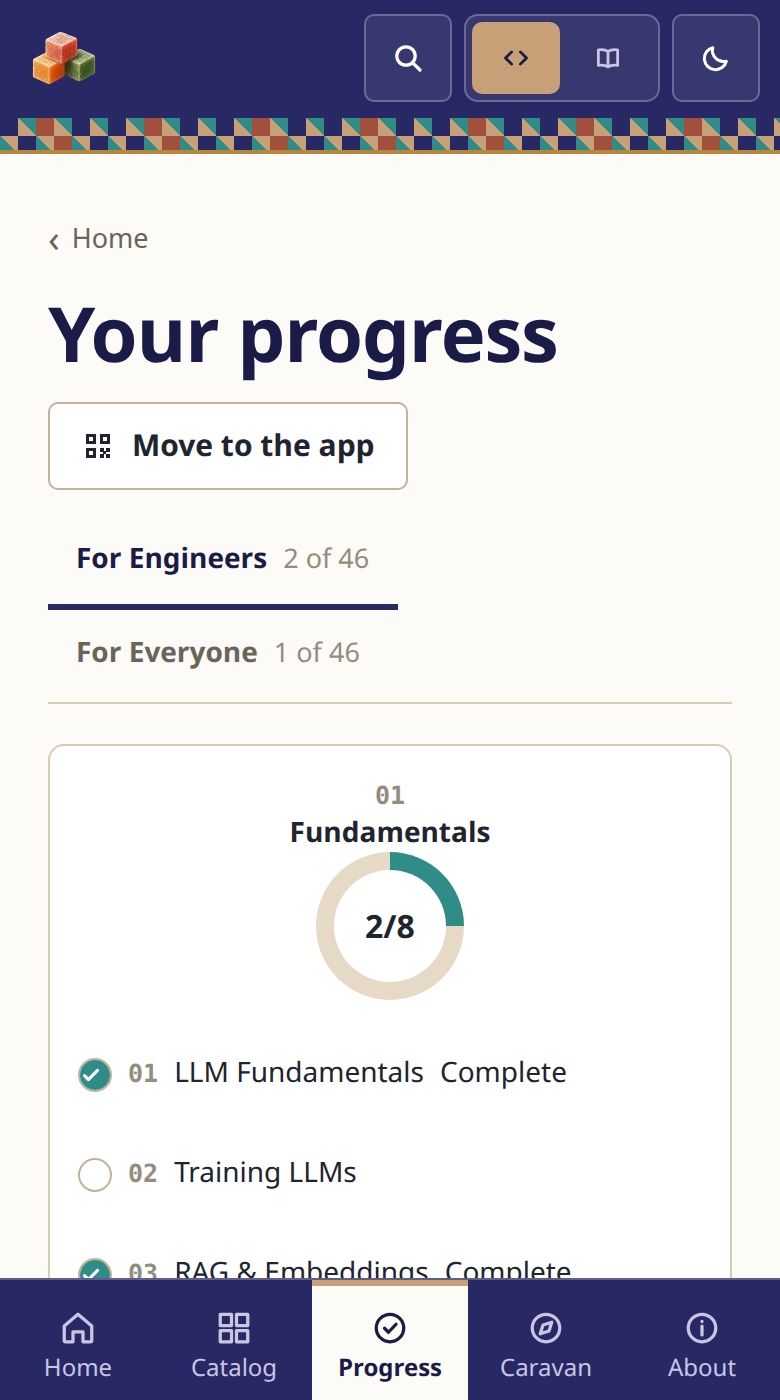 ‹ Home
Your progress
Move to the app
For Engineers 2 of 46
For Everyone 1 of 46
01
Fundamentals
2/8
01 LLM Fundamentals Complete
02 Training LLMs
03 RAG & Embeddings Complete
Home Catalog Progress Caravan About